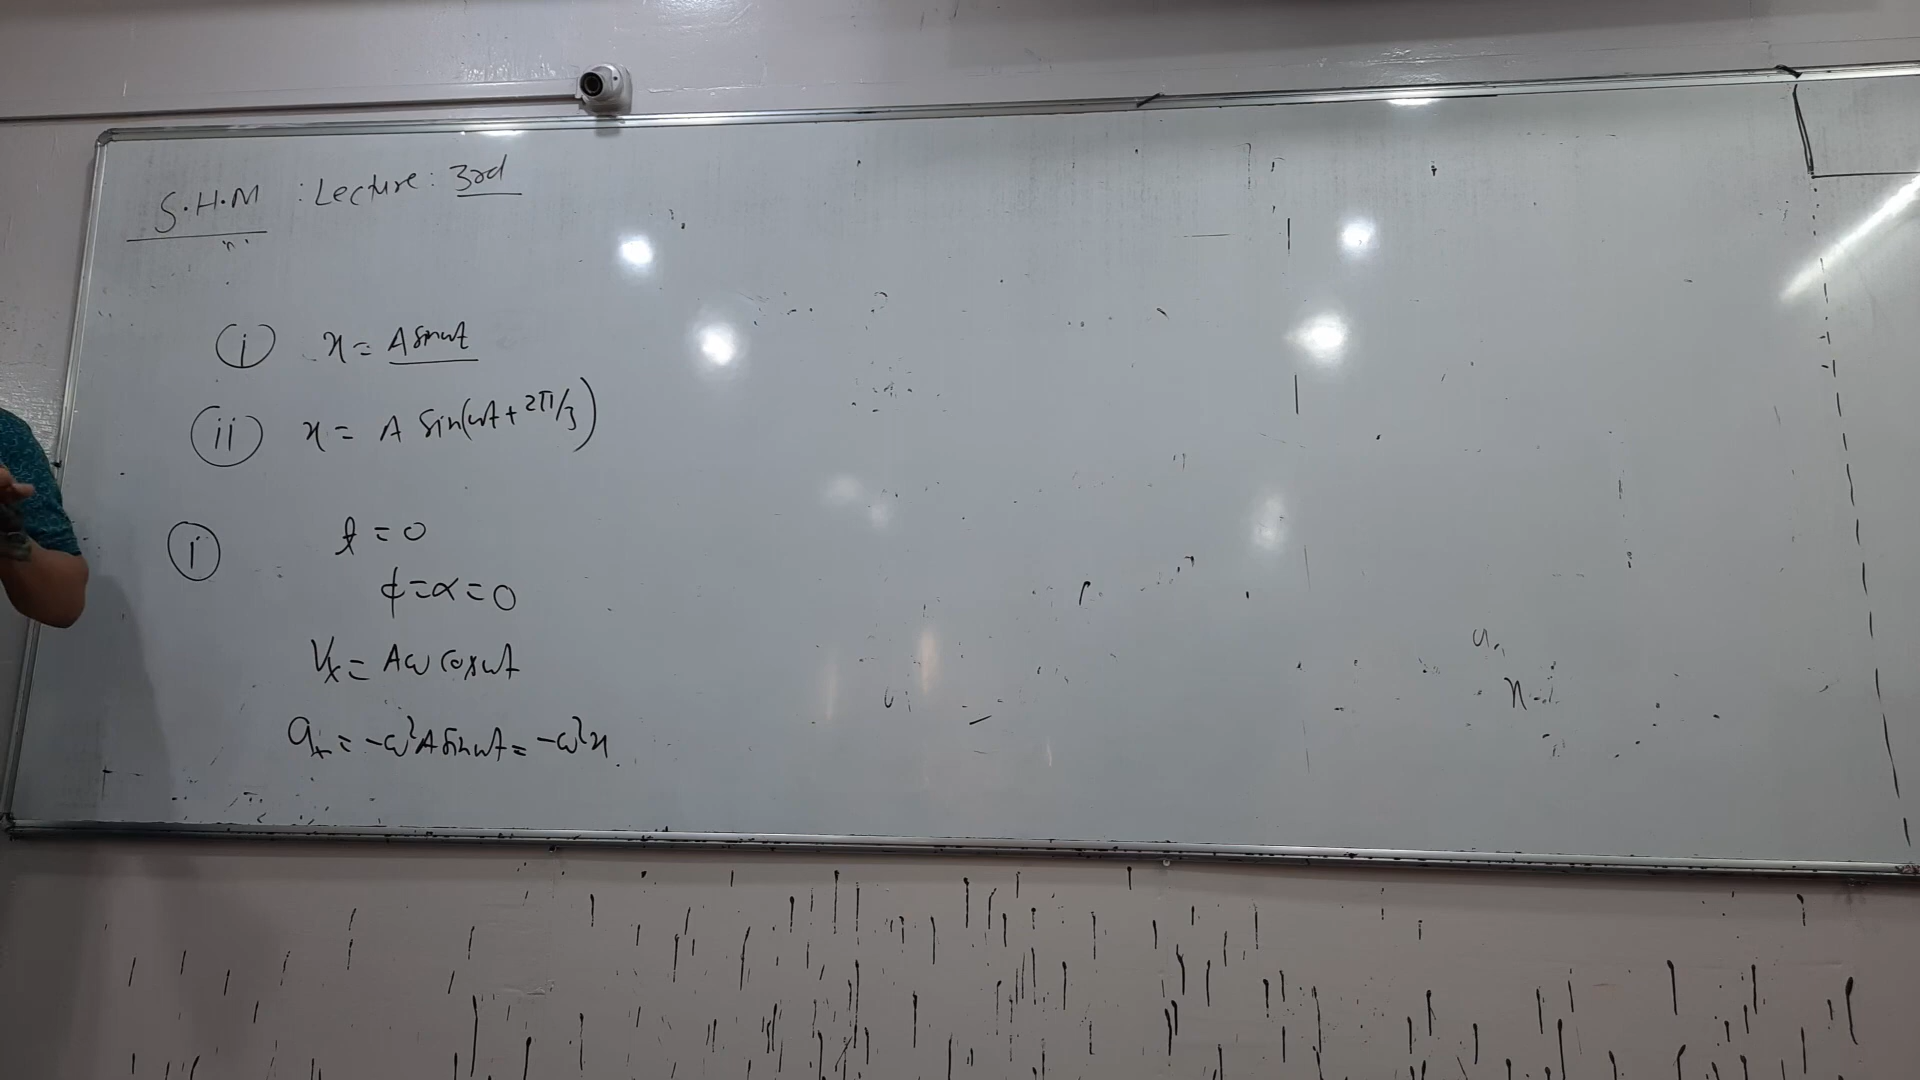 S.H.M : Lecture : 3rd
(i) x = A sinωt
(ii) x = A Sin(ωt + 2π/3)
(i) t = 0
ϕ = α = 0
Vx = Aω cosωt
ax = -ω²A Sinωt = -ω²x